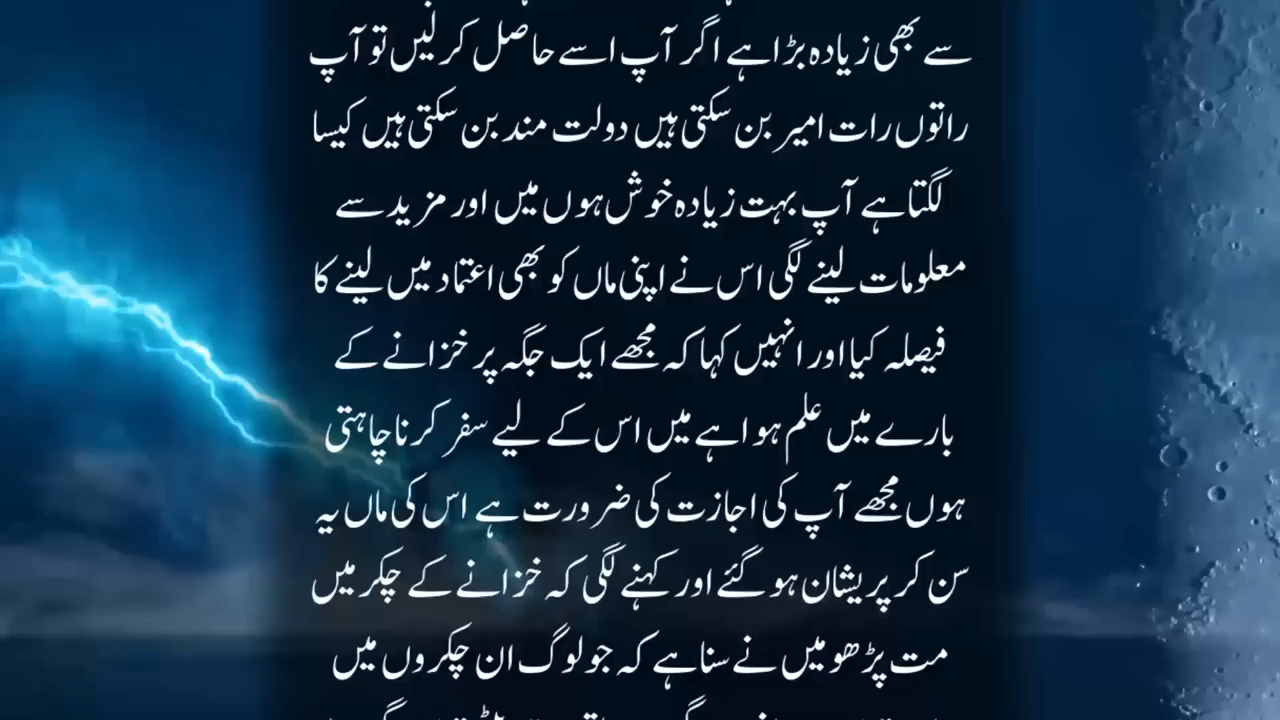 سے بھی زیادہ بڑا ہے اگر آپ اسے حاصل کر لیں تو آپ
راتوں رات امیر بن سکتی ہیں دولت مند بن سکتی ہیں کیسا
لگتا ہے آپ بہت زیادہ خوش ہوں میں اور مزید سے
معلومات لینے لگی اس نے اپنی ماں کو بھی اعتماد میں لینے کا
فیصلہ کیا اور انہیں کہا کہ مجھے ایک جگہ پر خزانے کے
بارے میں علم ہوا ہے میں اس کے لیے سفر کرنا چاہتی
ہوں مجھے آپ کی اجازت کی ضرورت ہے اس کی ماں یہ
سن کر پریشان ہو گئے اور کہنے لگی کہ خزانے کے چکر میں
مت پڑھو میں نے سنا ہے کہ جو لوگ ان چکروں میں